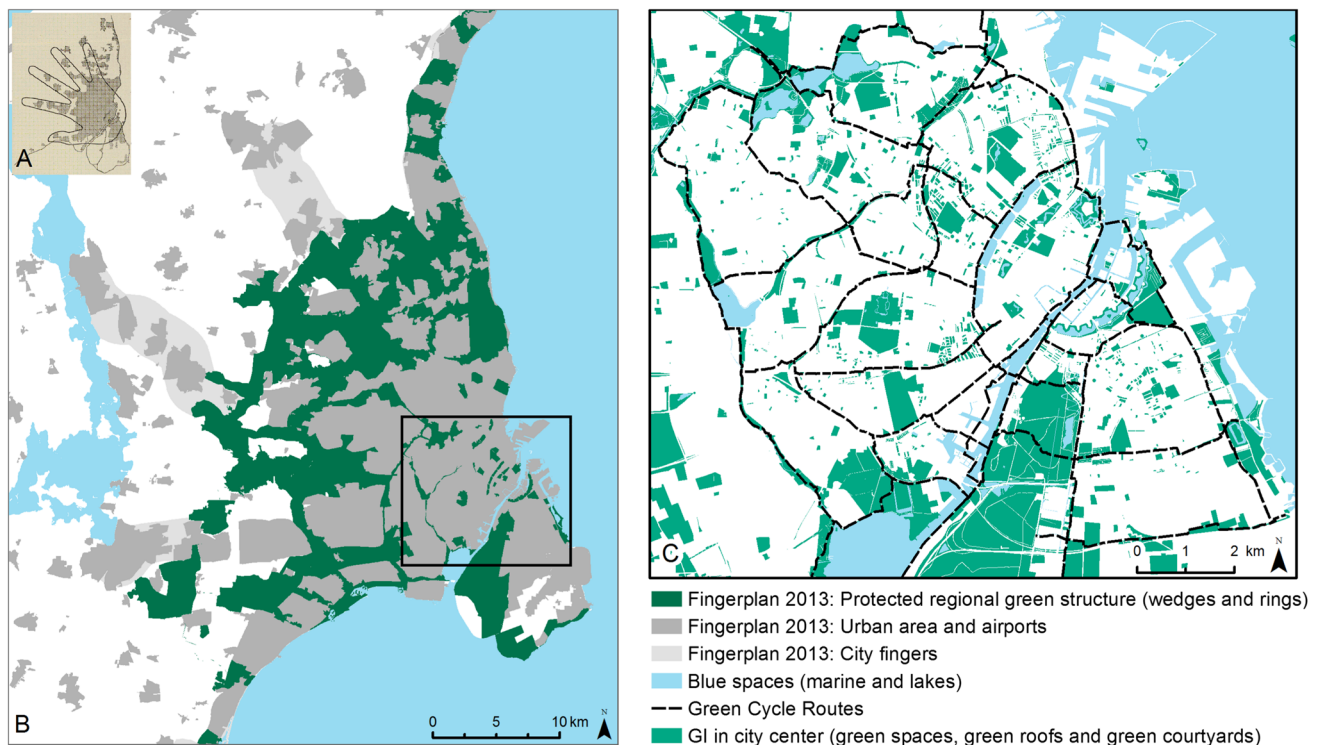 A
B
N
0 5 10 km
C
N
0 1 2 km
Fingerplan 2013: Protected regional green structure (wedges and rings)
Fingerplan 2013: Urban area and airports
Fingerplan 2013: City fingers
Blue spaces (marine and lakes)
Green Cycle Routes
GI in city center (green spaces, green roofs and green courtyards)